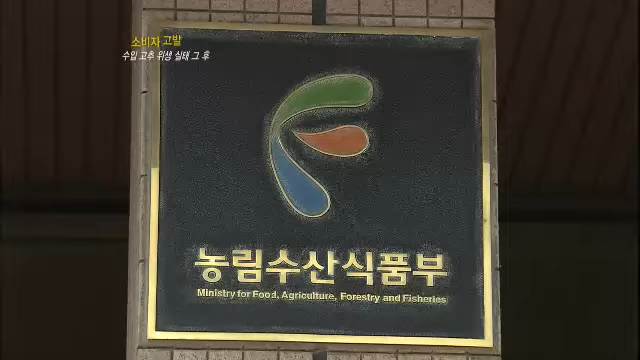 소비자 고발
수입 고추 위생 실태 그 후
농림수산식품부
Ministry for Food, Agriculture, Forestry and Fisheries